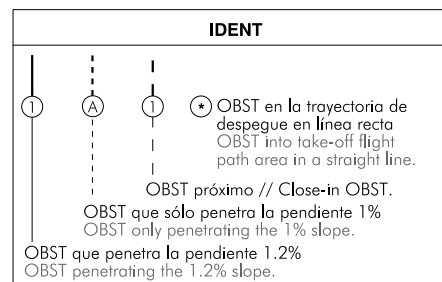 IDENT
1 A 1 * OBST en la trayectoria de
despegue en línea recta
OBST into take-off flight
path area in a straight line.
OBST próximo // Close-in OBST.
OBST que sólo penetra la pendiente 1%
OBST only penetrating the 1% slope.
OBST que penetra la pendiente 1.2%
OBST penetrating the 1.2% slope.